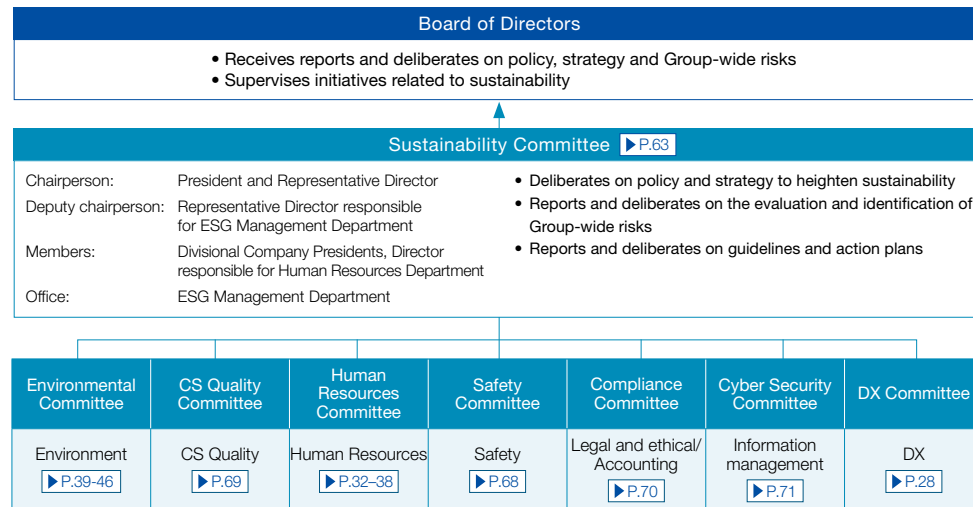 Board of Directors
• Receives reports and deliberates on policy, strategy and Group-wide risks
• Supervises initiatives related to sustainability
Sustainability Committee ▶P.63
Chairperson: President and Representative Director
Deputy chairperson: Representative Director responsible
for ESG Management Department
Members: Divisional Company Presidents, Director
responsible for Human Resources Department
Office: ESG Management Department
• Deliberates on policy and strategy to heighten sustainability
• Reports and deliberates on the evaluation and identification of
Group-wide risks
• Reports and deliberates on guidelines and action plans
Environmental
Committee
Environment
▶P.39-46
CS Quality
Committee
CS Quality
▶P.69
Human
Resources
Committee
Human Resources
▶P.32–38
Safety
Committee
Safety
▶P.68
Compliance
Committee
Legal and ethical/
Accounting
▶P.70
Cyber Security
Committee
Information
management
▶P.71
DX Committee
DX
▶P.28